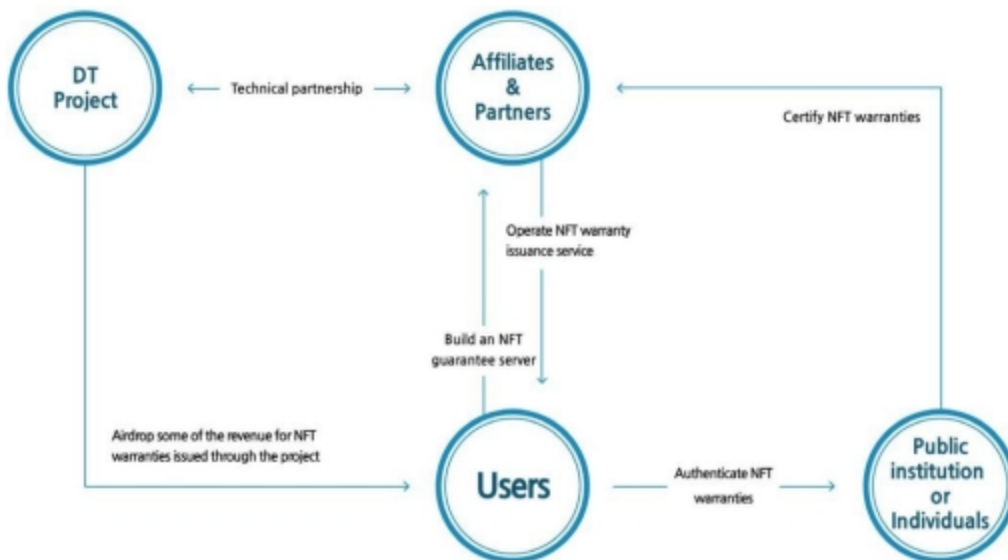 DT
Project
Technical partnership
Affiliates
&
Partners
Certify NFT warranties
Operate NFT warranty
issuance service
Build an NFT
guarantee server
Airdrop some of the revenue for NFT
warranties issued through the project
Users
Authenticate NFT
warranties
Public
institution
or
Individuals